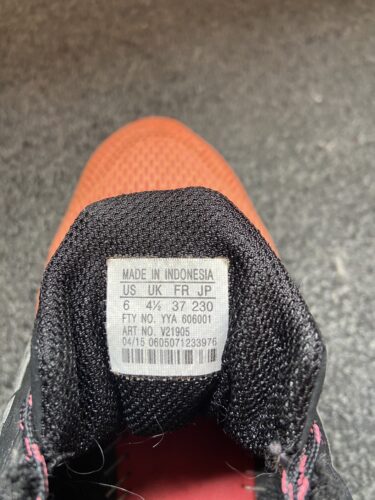 MADE IN INDONESIA
US UK FR JP
6 4½ 37 230
FTY NO. YYA 606001
ART NO. V21905
04/15 0605071233976